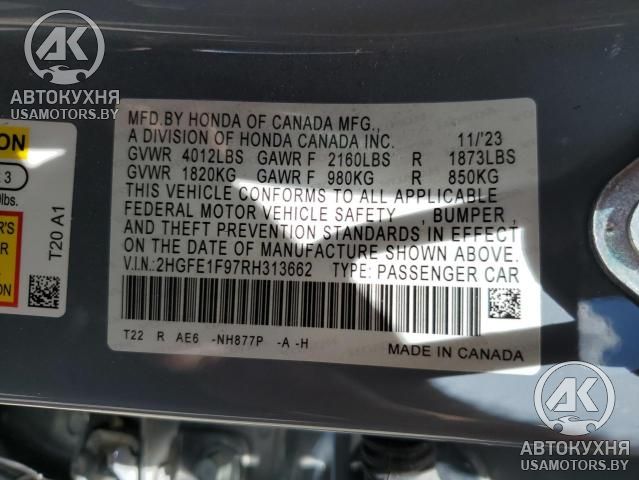 АК
АВТОКУХНЯ
USAMOTORS.BY
MFD.BY HONDA OF CANADA MFG.,
A DIVISION OF HONDA CANADA INC. 11/'23
GVWR 4012LBS GAWR F 2160LBS R 1873LBS
GVWR 1820KG GAWR F 980KG R 850KG
THIS VEHICLE CONFORMS TO ALL APPLICABLE
FEDERAL MOTOR VEHICLE SAFETY , BUMPER ,
AND THEFT PREVENTION STANDARDS IN EFFECT
ON THE DATE OF MANUFACTURE SHOWN ABOVE.
V.I.N.:2HGFE1F97RH313662 TYPE: PASSENGER CAR
T22 R AE6 -NH877P -A -H
MADE IN CANADA
3
lbs.
T20 A1
АК
АВТОКУХНЯ
USAMOTORS.BY